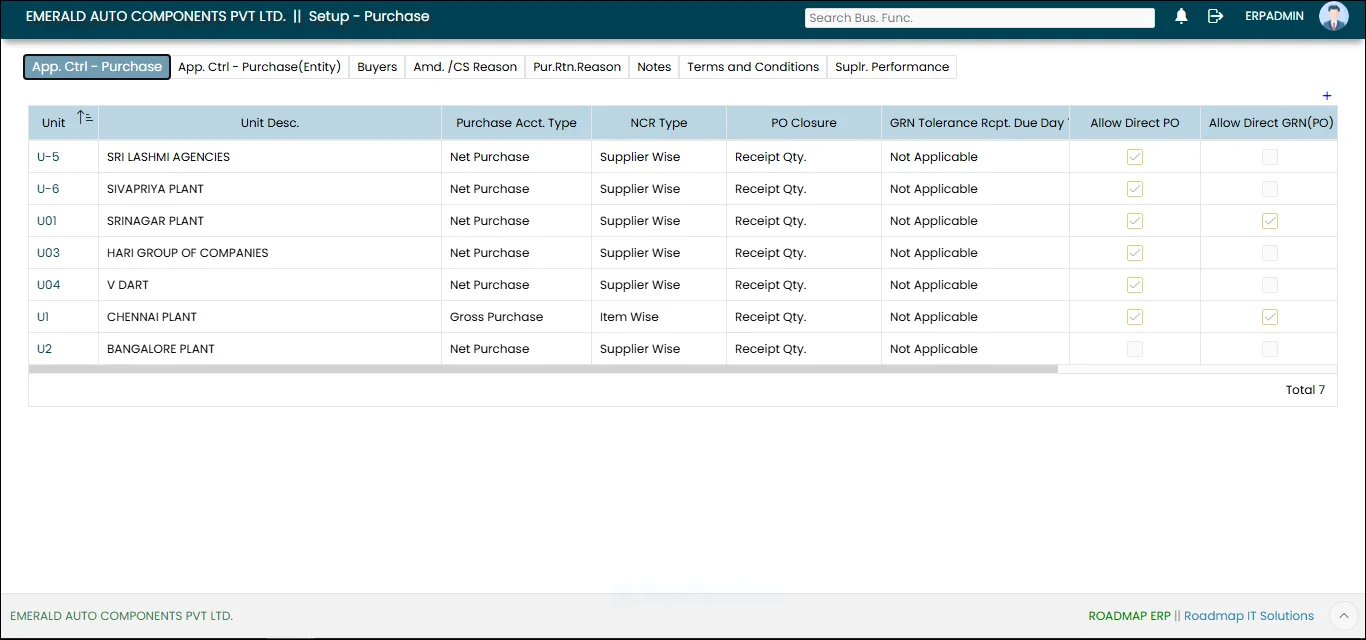 EMERALD AUTO COMPONENTS PVT LTD. || Setup - Purchase Search Bus. Func. ERPADMIN
App. Ctrl - Purchase App. Ctrl - Purchase(Entity) Buyers Amd. /CS Reason Pur.Rtn.Reason Notes Terms and Conditions Suplr. Performance
+
Unit Unit Desc. Purchase Acct. Type NCR Type PO Closure GRN Tolerance Rcpt. Due Day Allow Direct PO Allow Direct GRN(PO)
U-5 SRI LASHMI AGENCIES Net Purchase Supplier Wise Receipt Qty. Not Applicable
U-6 SIVAPRIYA PLANT Net Purchase Supplier Wise Receipt Qty. Not Applicable
U01 SRINAGAR PLANT Net Purchase Supplier Wise Receipt Qty. Not Applicable
U03 HARI GROUP OF COMPANIES Net Purchase Supplier Wise Receipt Qty. Not Applicable
U04 V DART Net Purchase Supplier Wise Receipt Qty. Not Applicable
U1 CHENNAI PLANT Gross Purchase Item Wise Receipt Qty. Not Applicable
U2 BANGALORE PLANT Net Purchase Supplier Wise Receipt Qty. Not Applicable
Total 7
EMERALD AUTO COMPONENTS PVT LTD. ROADMAP ERP || Roadmap IT Solutions